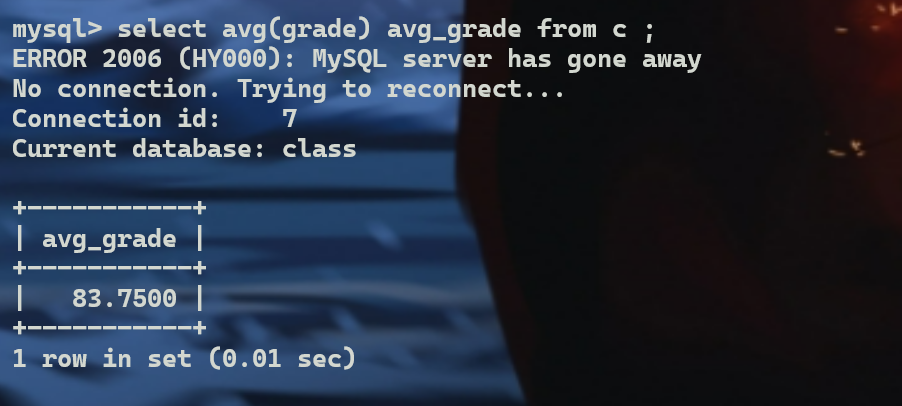 mysql> select avg(grade) avg_grade from c ;
ERROR 2006 (HY000): MySQL server has gone away
No connection. Trying to reconnect...
Connection id:    7
Current database: class

+-----------+
| avg_grade |
+-----------+
|   83.7500 |
+-----------+
1 row in set (0.01 sec)